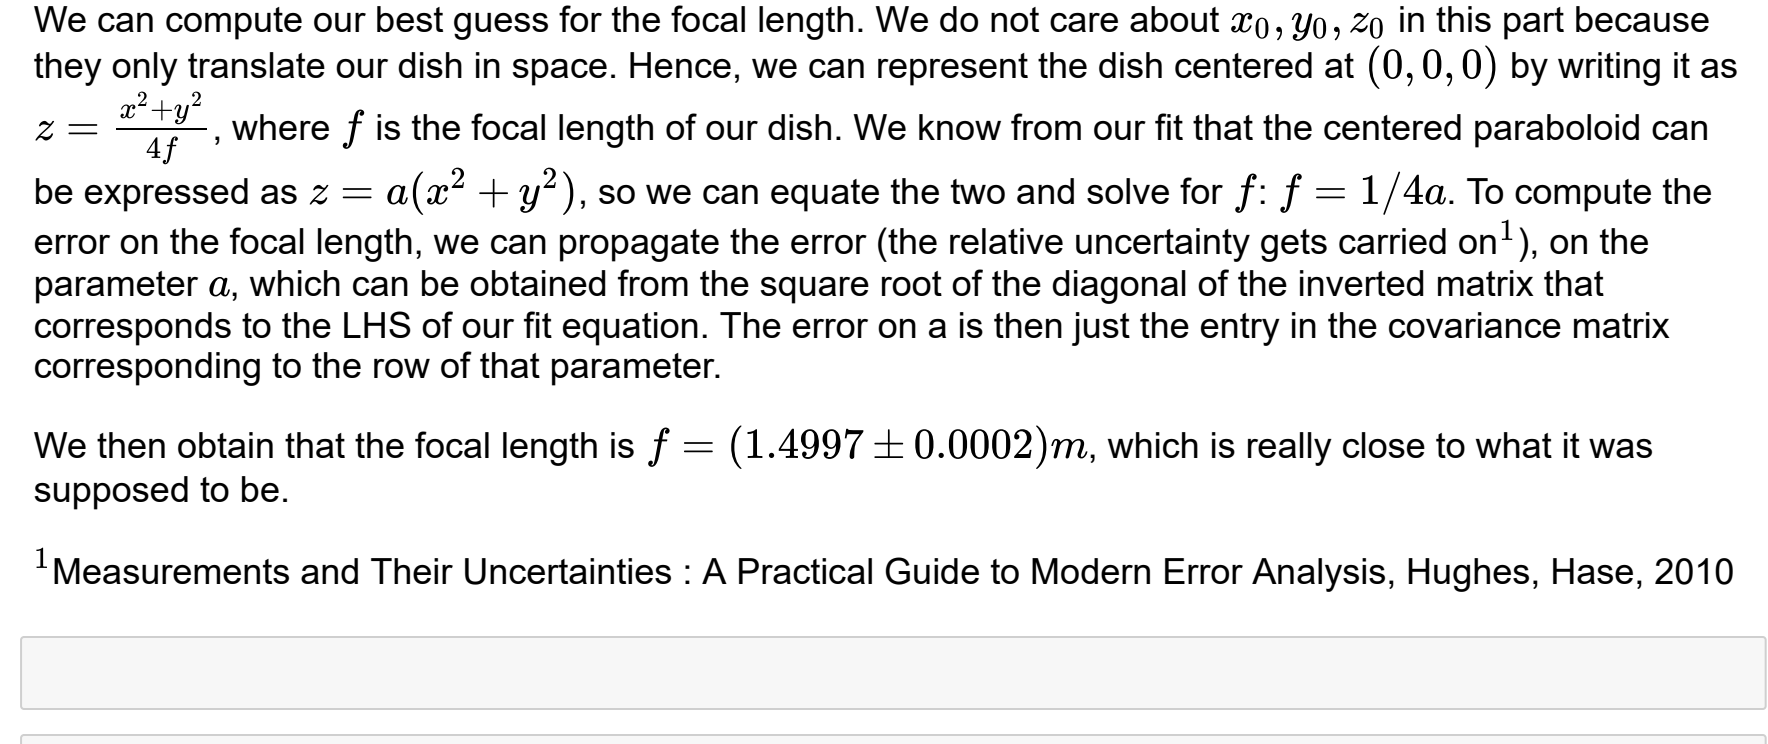 We can compute our best guess for the focal length. We do not care about x₀, y₀, z₀ in this part because
they only translate our dish in space. Hence, we can represent the dish centered at (0, 0, 0) by writing it as
z = (x²+y²)/4f, where f is the focal length of our dish. We know from our fit that the centered paraboloid can
be expressed as z = a(x² + y²), so we can equate the two and solve for f: f = 1/4a. To compute the
error on the focal length, we can propagate the error (the relative uncertainty gets carried on¹), on the
parameter a, which can be obtained from the square root of the diagonal of the inverted matrix that
corresponds to the LHS of our fit equation. The error on a is then just the entry in the covariance matrix
corresponding to the row of that parameter.
We then obtain that the focal length is f = (1.4997 ± 0.0002)m, which is really close to what it was
supposed to be.
¹Measurements and Their Uncertainties : A Practical Guide to Modern Error Analysis, Hughes, Hase, 2010